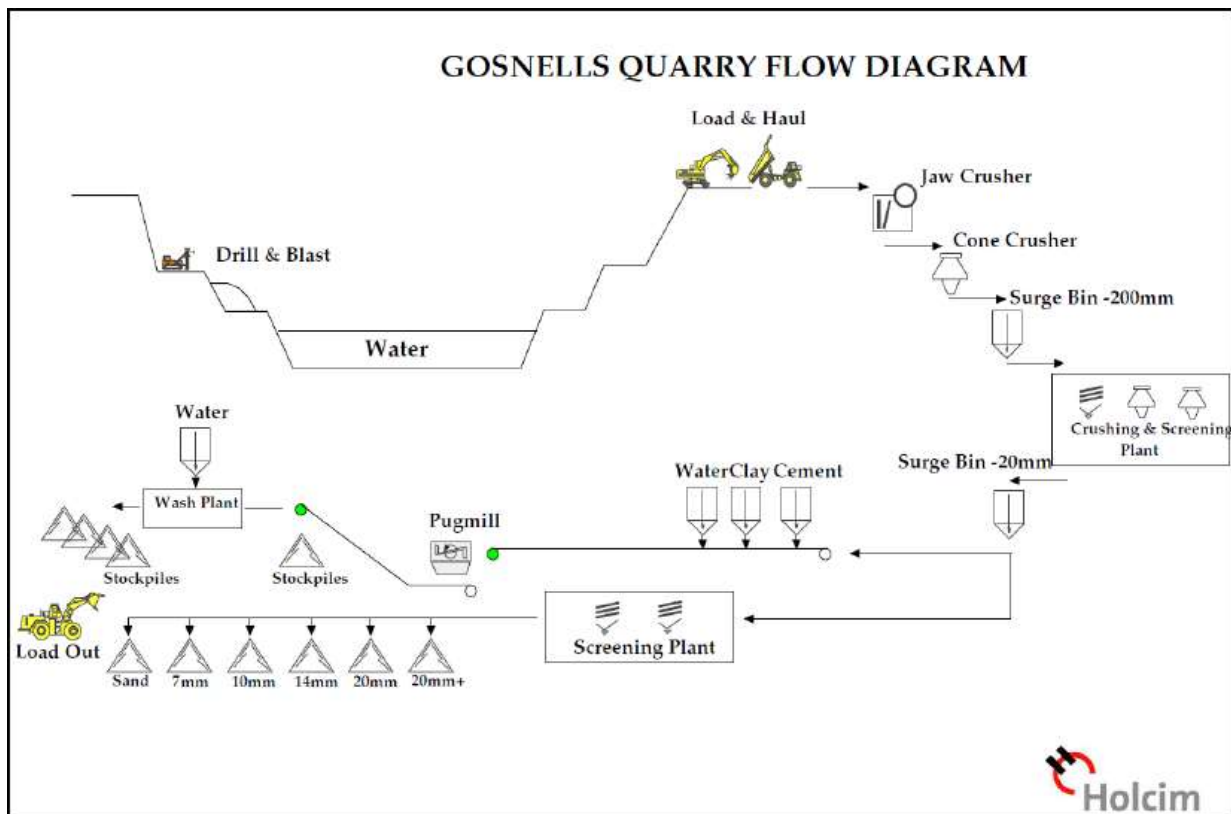 GOSNELLS QUARRY FLOW DIAGRAM
Load & Haul
Jaw Crusher
Drill & Blast
Cone Crusher
Surge Bin -200mm
Water
Crushing & Screening
Plant
Water
Surge Bin -20mm
WaterClay Cement
Wash Plant
Pugmill
Stockpiles
Stockpiles
Screening Plant
Load Out
Sand
7mm
10mm
14mm
20mm
20mm+
Holcim